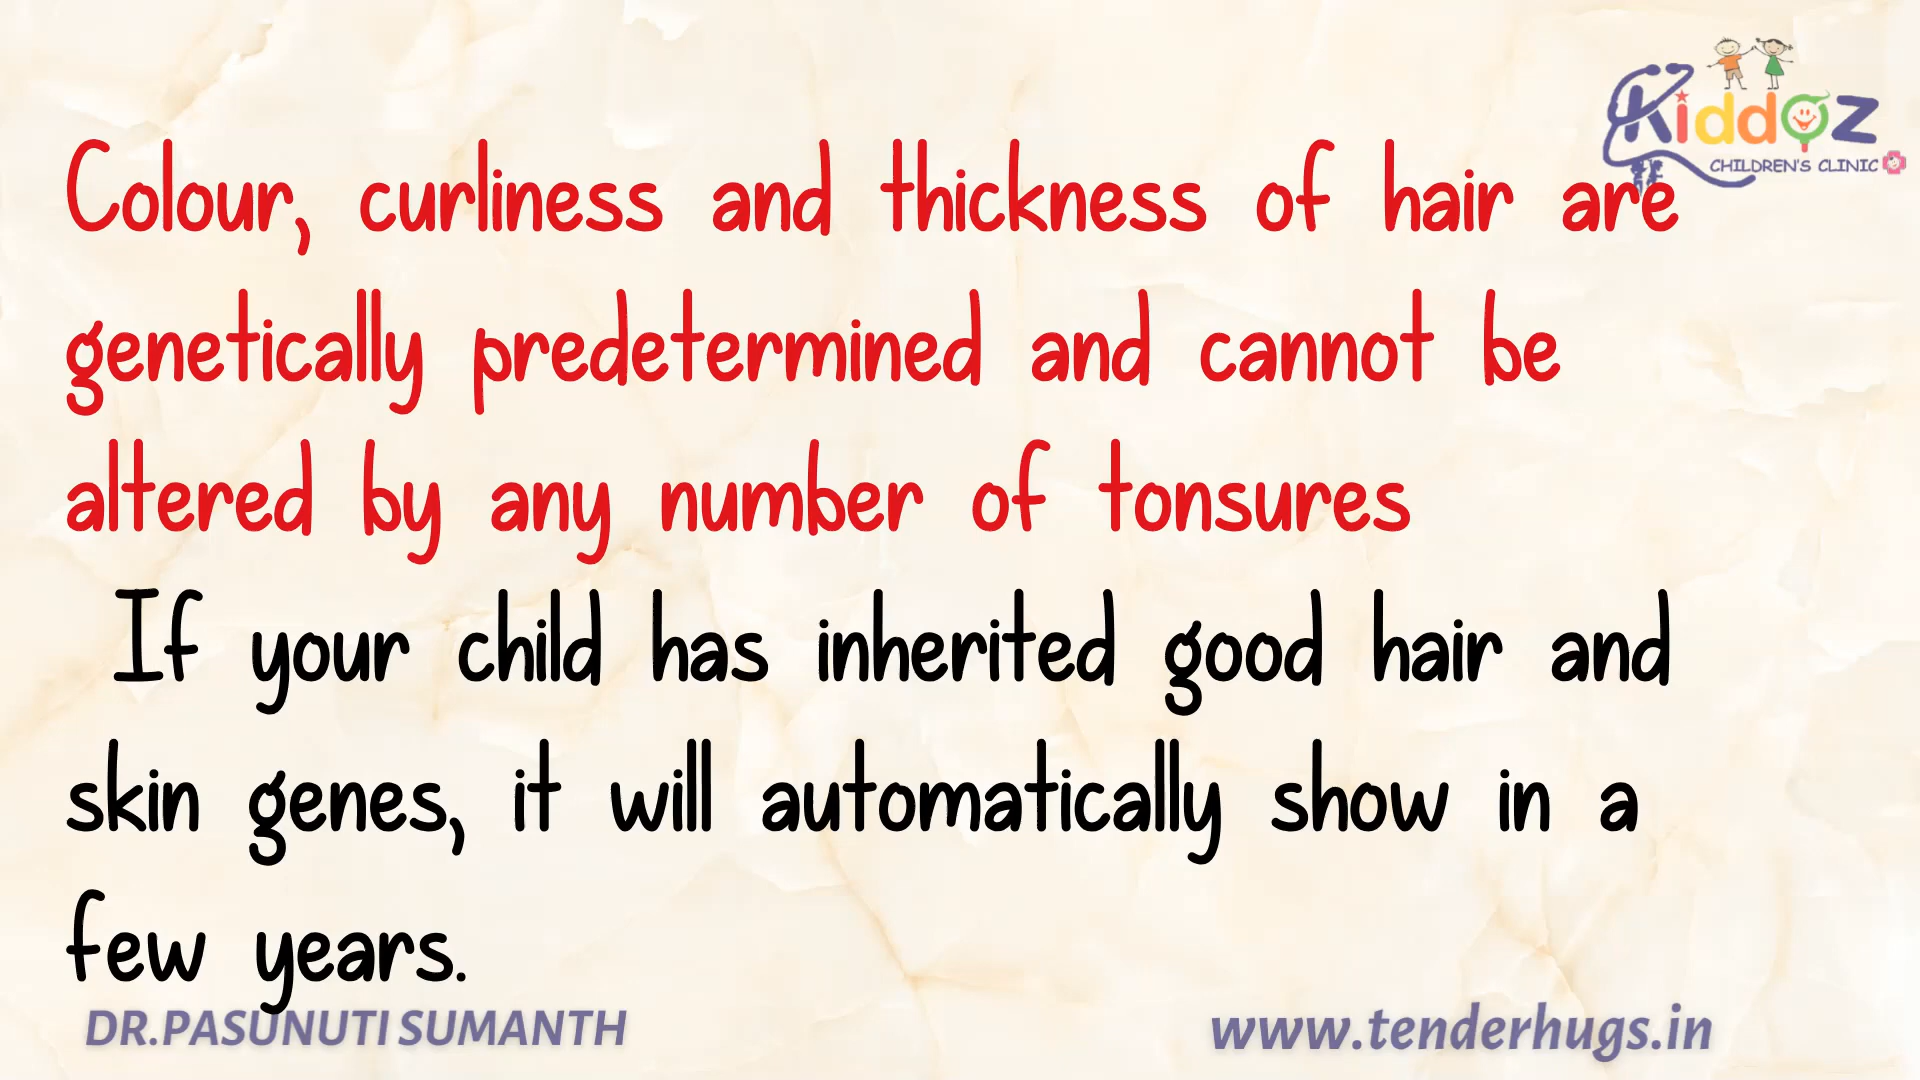 Kiddoz
CHILDREN'S CLINIC
Colour, curliness and thickness of hair are
genetically predetermined and cannot be
altered by any number of tonsures
If your child has inherited good hair and
skin genes, it will automatically show in a
few years.
DR.PASUNUTI SUMANTH
www.tenderhugs.in